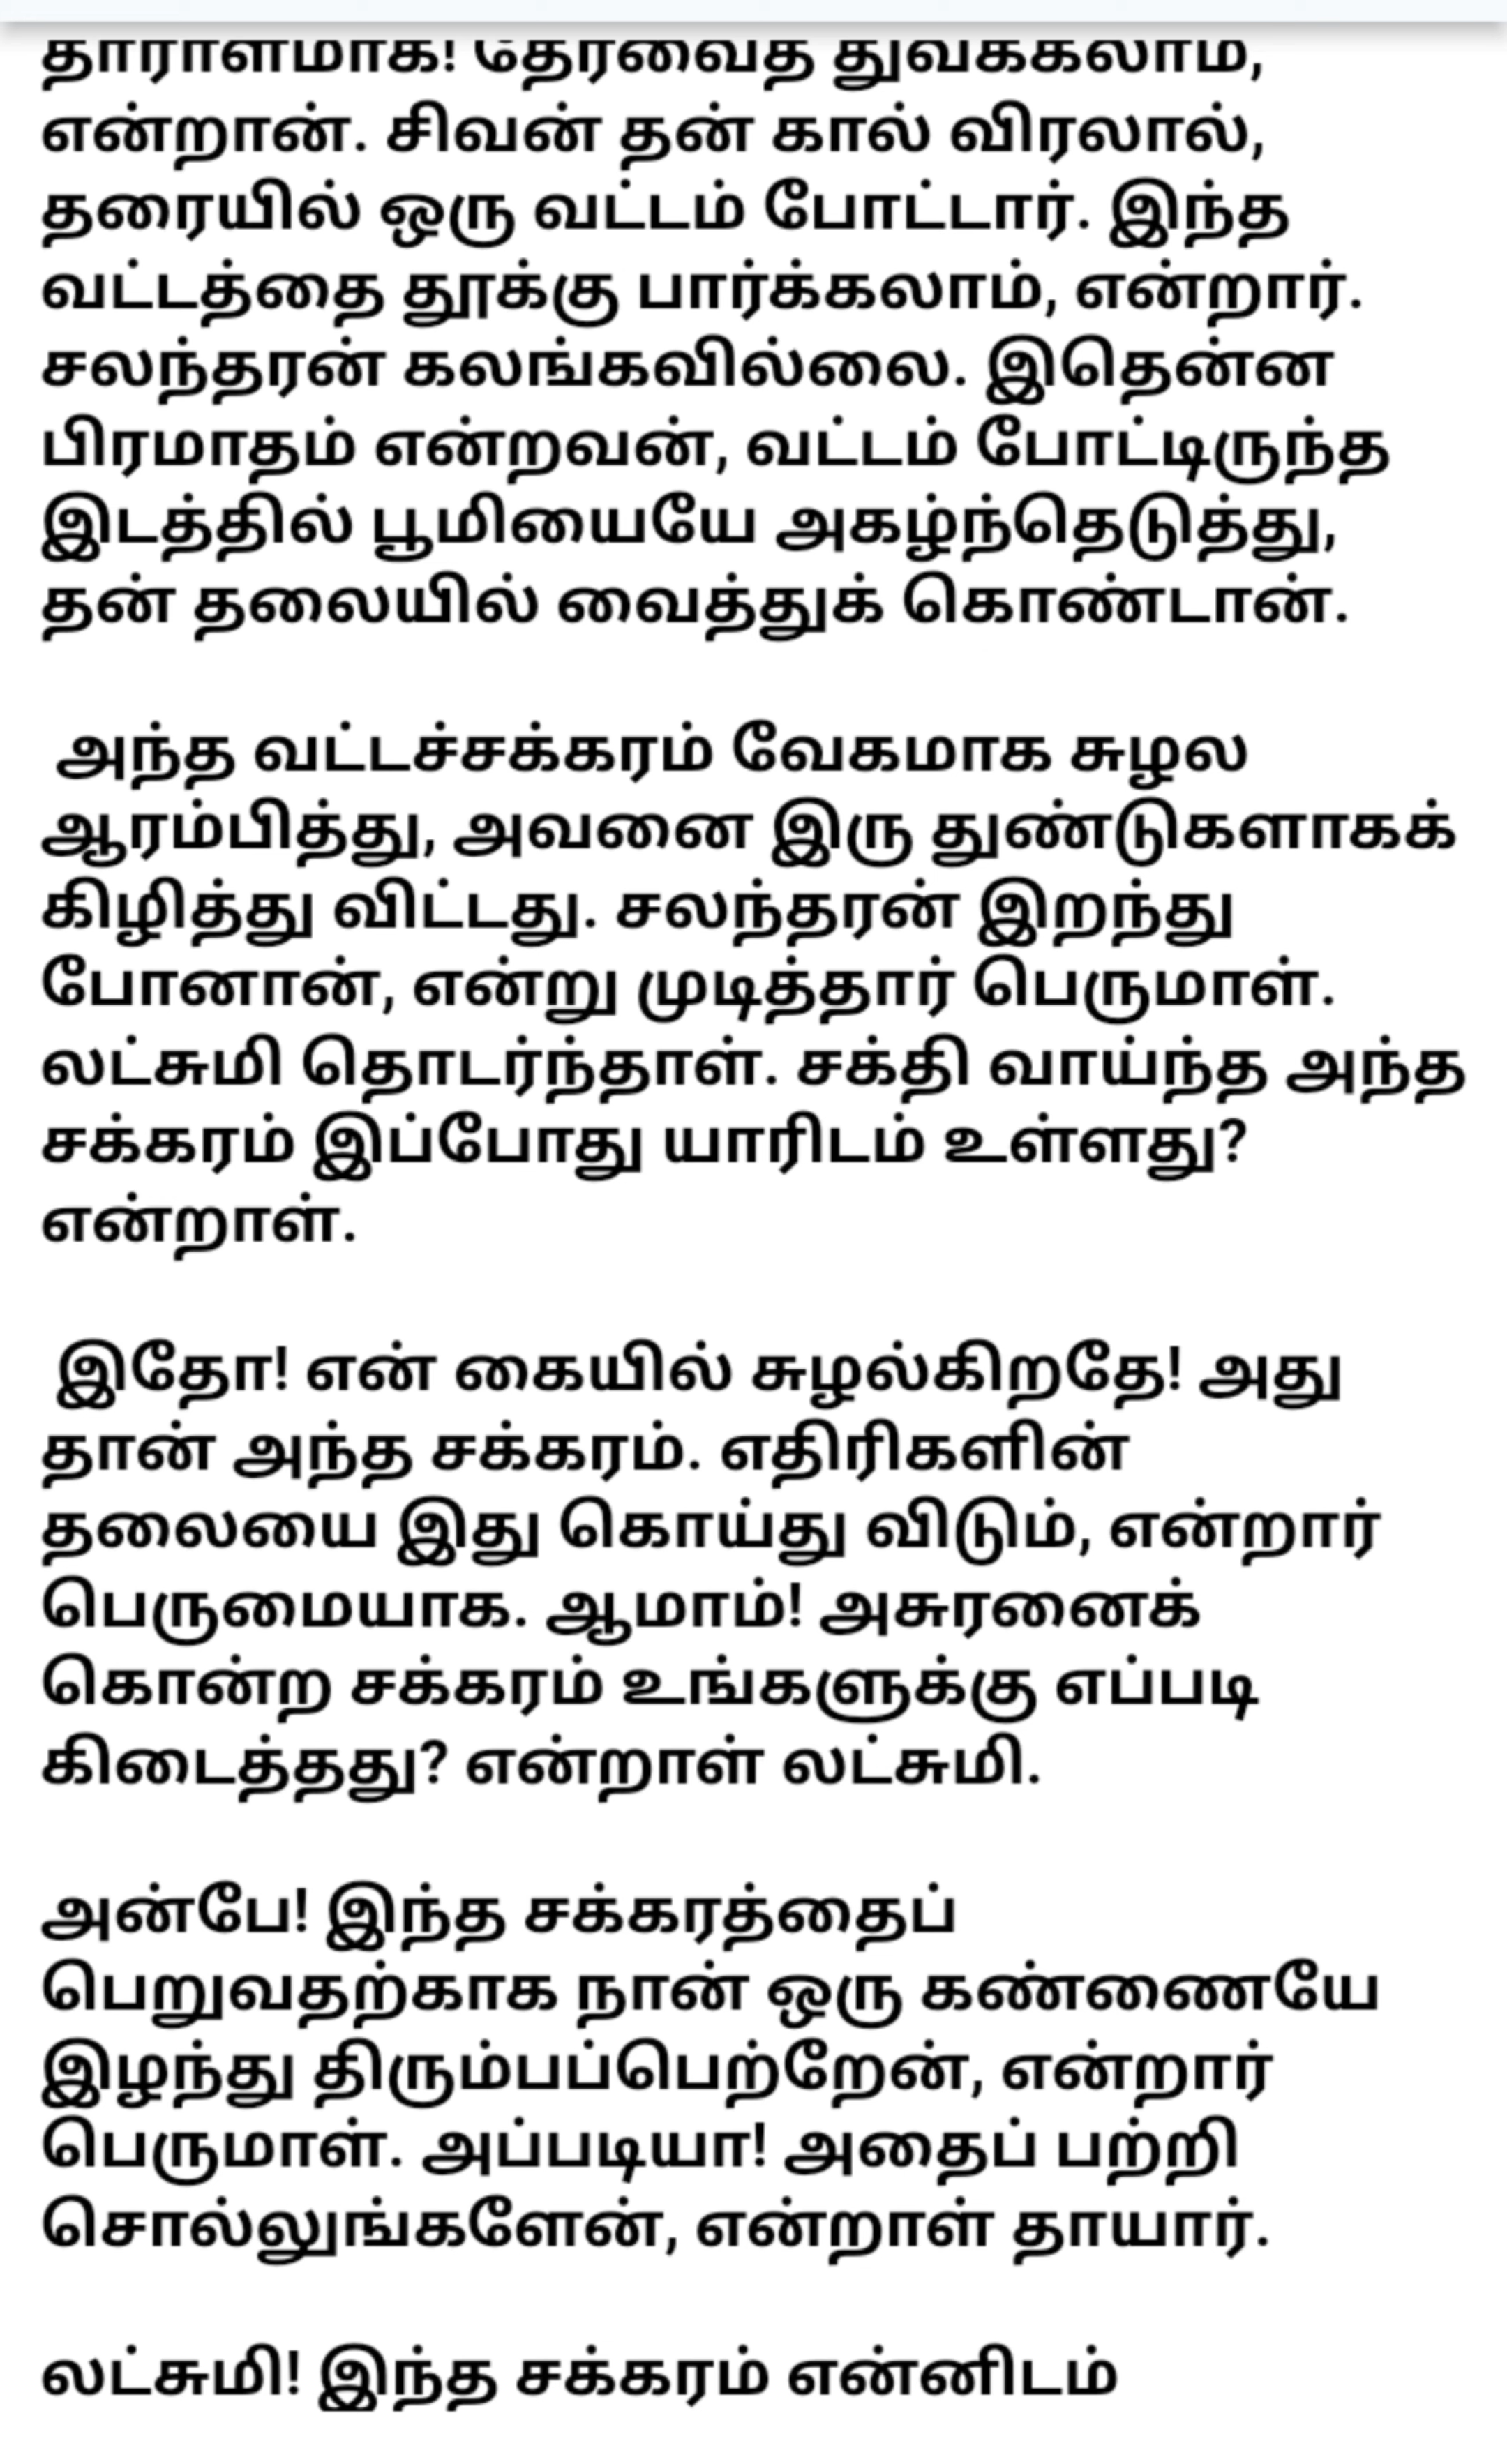 தாராளமாக! தேர்வைத் துவக்கலாம்,
என்றான். சிவன் தன் கால் விரலால்,
தரையில் ஒரு வட்டம் போட்டார். இந்த
வட்டத்தை தூக்கு பார்க்கலாம், என்றார்.
சலந்தரன் கலங்கவில்லை. இதென்ன
பிரமாதம் என்றவன், வட்டம் போட்டிருந்த
இடத்தில் பூமியையே அகழ்ந்தெடுத்து,
தன் தலையில் வைத்துக் கொண்டான்.
அந்த வட்டச்சக்கரம் வேகமாக சுழல
ஆரம்பித்து, அவனை இரு துண்டுகளாகக்
கிழித்து விட்டது. சலந்தரன் இறந்து
போனான், என்று முடித்தார் பெருமாள்.
லட்சுமி தொடர்ந்தாள். சக்தி வாய்ந்த அந்த
சக்கரம் இப்போது யாரிடம் உள்ளது?
என்றாள்.
இதோ! என் கையில் சுழல்கிறதே! அது
தான் அந்த சக்கரம். எதிரிகளின்
தலையை இது கொய்து விடும், என்றார்
பெருமையாக. ஆமாம்! அசுரனைக்
கொன்ற சக்கரம் உங்களுக்கு எப்படி
கிடைத்தது? என்றாள் லட்சுமி.
அன்பே! இந்த சக்கரத்தைப்
பெறுவதற்காக நான் ஒரு கண்ணையே
இழந்து திரும்பப்பெற்றேன், என்றார்
பெருமாள். அப்படியா! அதைப் பற்றி
சொல்லுங்களேன், என்றாள் தாயார்.
லட்சுமி! இந்த சக்கரம் என்னிடம்